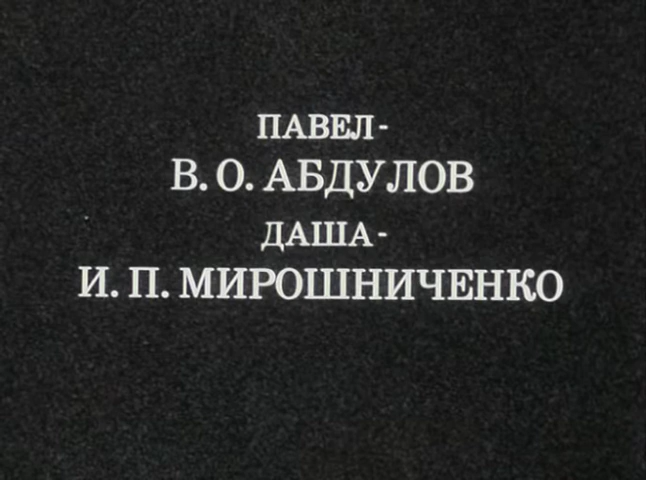 ПАВЕЛ-
В. О. АБДУЛОВ
ДАША-
И. П. МИРОШНИЧЕНКО